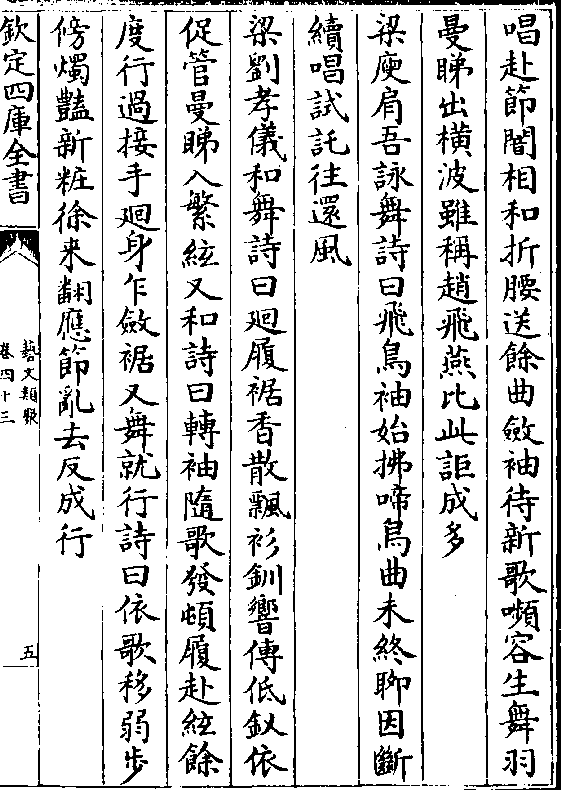 唱赴節闇相和折腰送餘曲斂袖待新歌嚬容生舞羽
曼睇出橫波雖稱趙飛燕比此詎成多
梁庾肩吾詠舞詩曰飛鳧袖始拂啼烏曲未終聊因斷
續唱試託往還風
梁劉孝儀和舞詩曰廻履裾香散飄衫釧響傳低釵依
促管曼睇入繁絃又和詩曰轉袖隨歌發頓履赴絃餘
度行過接手廻身乍斂裾又舞就行詩曰依歌移弱步
傍燭豔新粧徐来翻應節亂去反成行
欽定四庫全書
藝文類聚
卷四十三
五